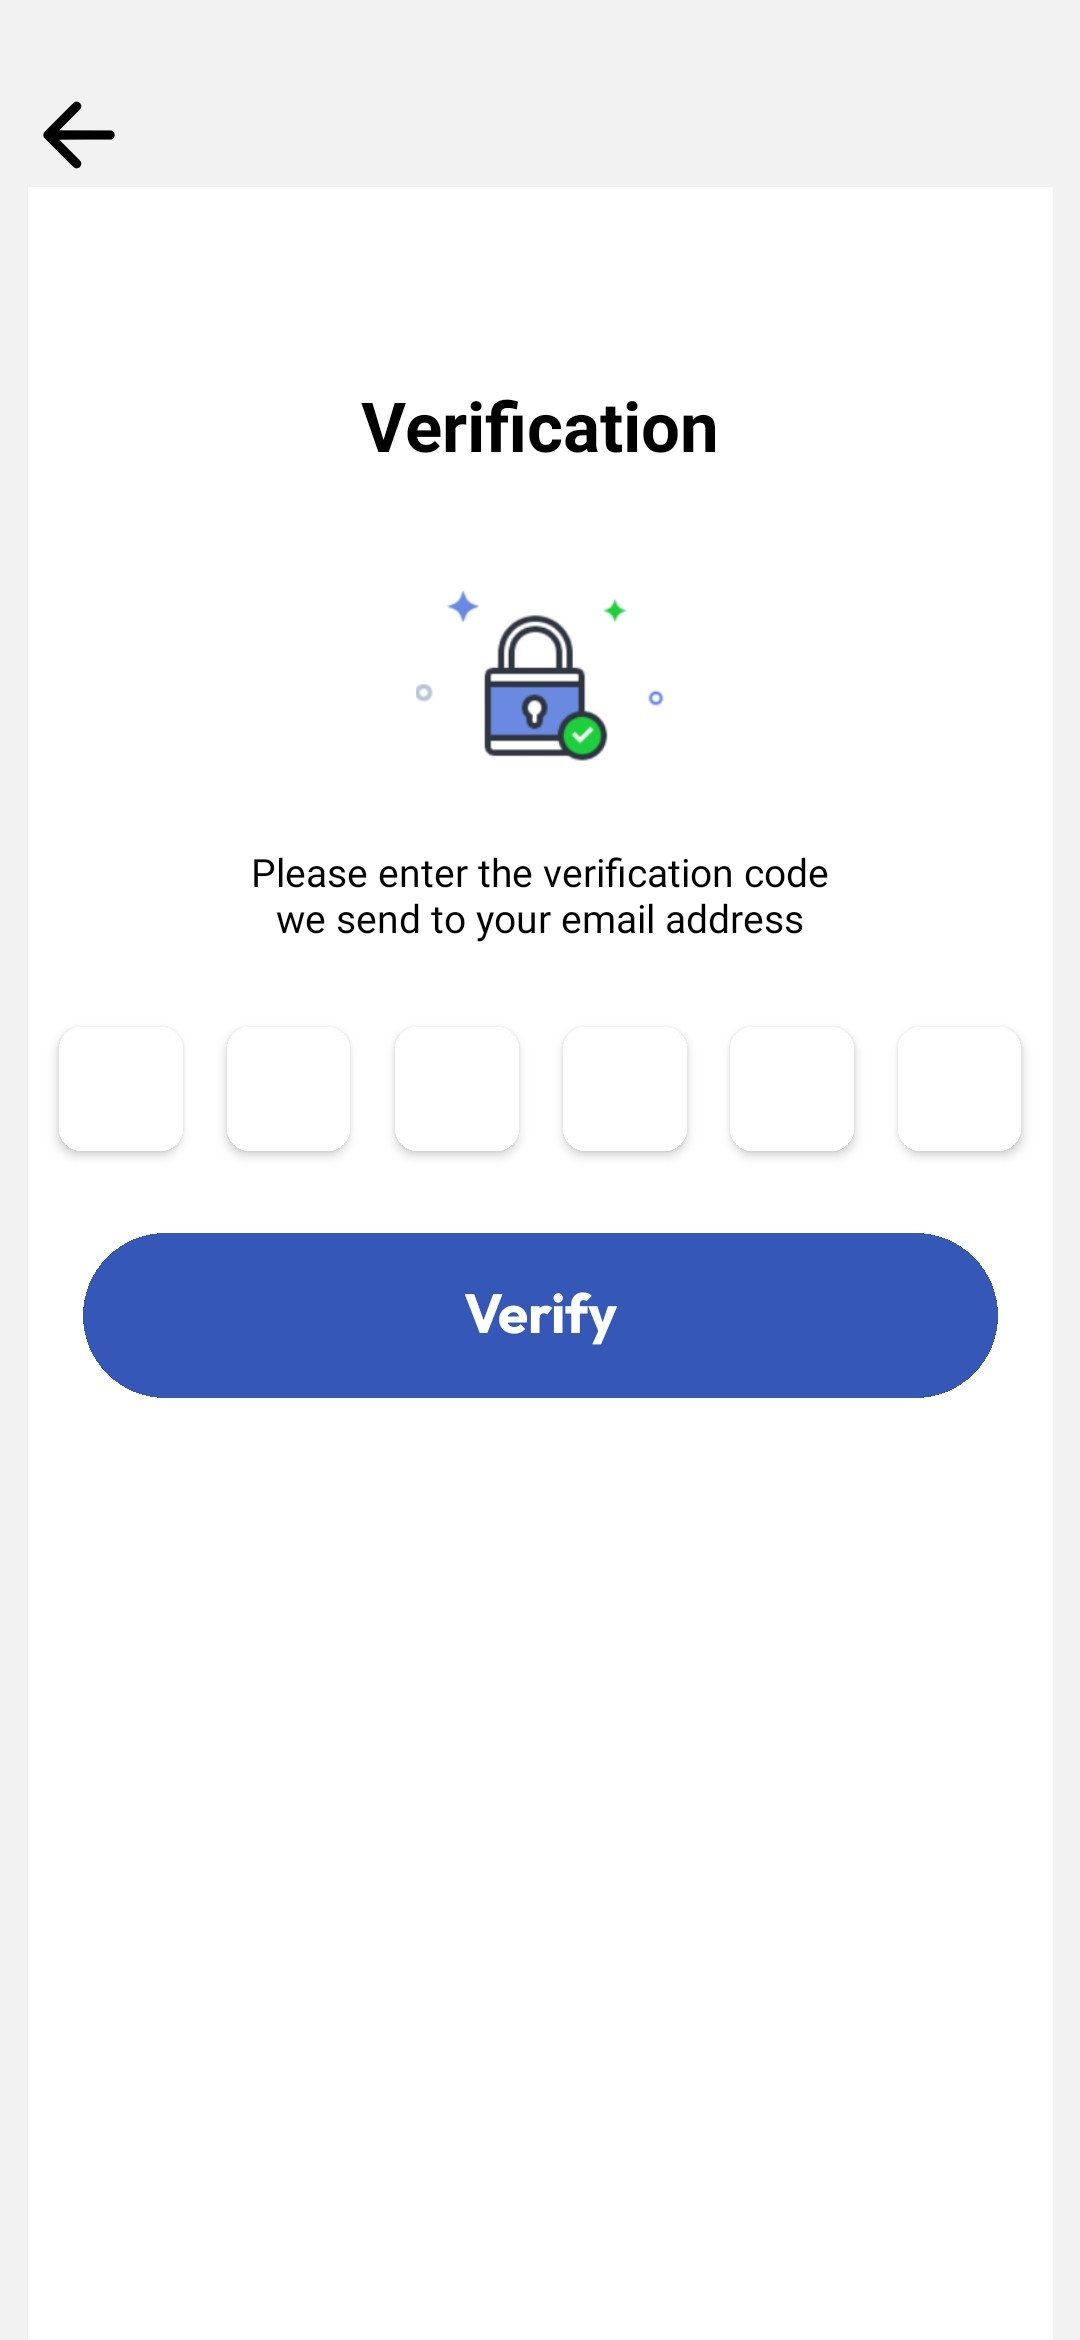 Verification
Please enter the verification code
we send to your email address
Verify